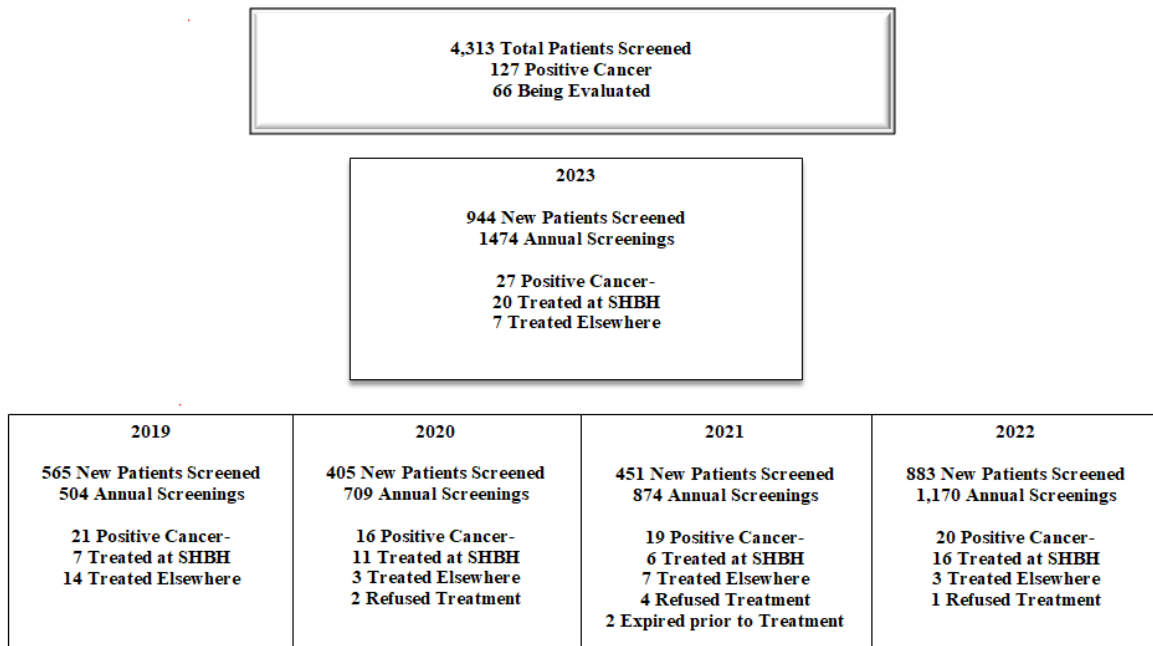 4,313 Total Patients Screened
127 Positive Cancer
66 Being Evaluated
2023
944 New Patients Screened
1474 Annual Screenings
27 Positive Cancer-
20 Treated at SHBH
7 Treated Elsewhere
2019
565 New Patients Screened
504 Annual Screenings
21 Positive Cancer-
7 Treated at SHBH
14 Treated Elsewhere
2020
405 New Patients Screened
709 Annual Screenings
16 Positive Cancer-
11 Treated at SHBH
3 Treated Elsewhere
2 Refused Treatment
2021
451 New Patients Screened
874 Annual Screenings
19 Positive Cancer-
6 Treated at SHBH
7 Treated Elsewhere
4 Refused Treatment
2 Expired prior to Treatment
2022
883 New Patients Screened
1,170 Annual Screenings
20 Positive Cancer-
16 Treated at SHBH
3 Treated Elsewhere
1 Refused Treatment